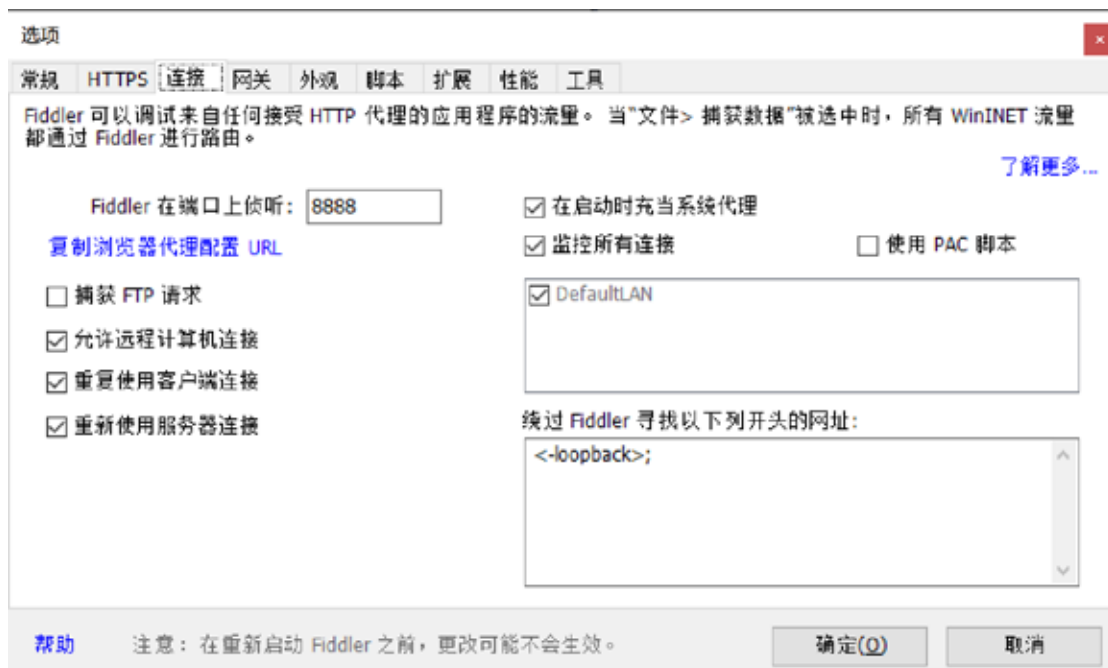 选项
常规 HTTPS 连接 网关 外观 脚本 扩展 性能 工具
Fiddler 可以调试来自任何接受 HTTP 代理的应用程序的流量。 当“文件> 捕获数据”被选中时，所有 WinINET 流量
都通过 Fiddler 进行路由。
了解更多...
Fiddler 在端口上侦听: 8888
在启动时充当系统代理
复制浏览器代理配置 URL
监控所有连接
使用 PAC 脚本
捕获 FTP 请求
DefaultLAN
允许远程计算机连接
重复使用客户端连接
重新使用服务器连接
绕过 Fiddler 寻找以下列开头的网址:
<-loopback>;
帮助
注意: 在重新启动 Fiddler 之前，更改可能不会生效。
确定(O)
取消